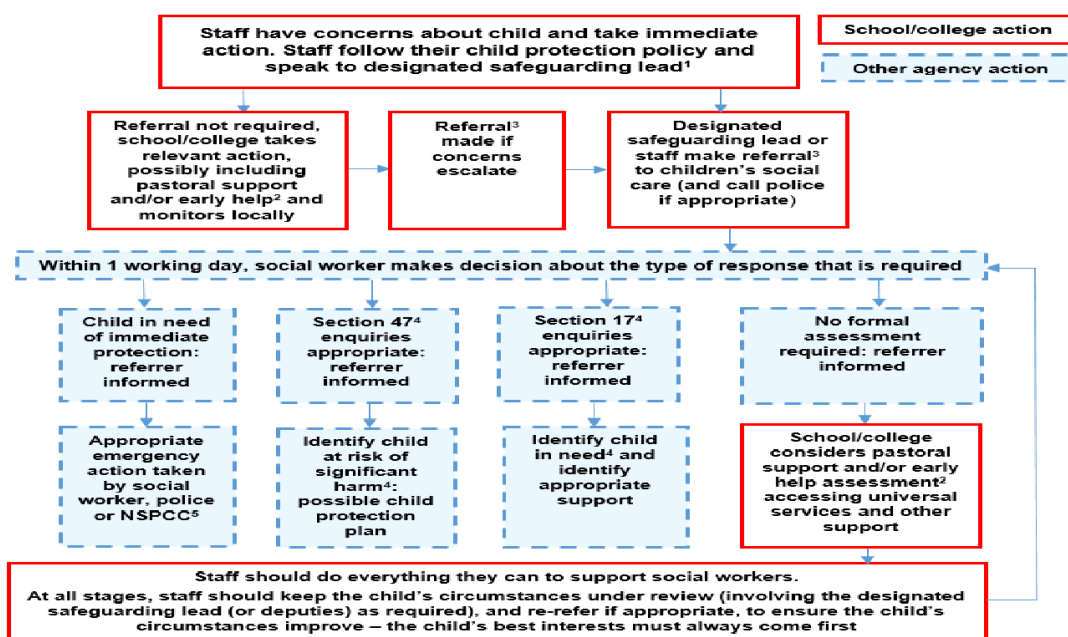 Staff have concerns about child and take immediate
action. Staff follow their child protection policy and
speak to designated safeguarding lead¹
School/college action
Other agency action
Referral not required,
school/college takes
relevant action,
possibly including
pastoral support
and/or early help² and
monitors locally
Referral³
made if
concerns
escalate
Designated
safeguarding lead or
staff make referral³
to children's social
care (and call police
if appropriate)
Within 1 working day, social worker makes decision about the type of response that is required
Child in need
of immediate
protection:
referrer
informed
Section 47⁴
enquiries
appropriate:
referrer
informed
Section 17⁴
enquiries
appropriate:
referrer
informed
No formal
assessment
required: referrer
informed
Appropriate
emergency
action taken
by social
worker, police
or NSPCC⁵
Identify child
at risk of
significant
harm⁴:
possible child
protection
plan
Identify child
in need⁴ and
identify
appropriate
support
School/college
considers pastoral
support and/or early
help assessment²
accessing universal
services and other
support
Staff should do everything they can to support social workers.
At all stages, staff should keep the child's circumstances under review (involving the designated
safeguarding lead (or deputies) as required), and re-refer if appropriate, to ensure the child's
circumstances improve – the child's best interests must always come first